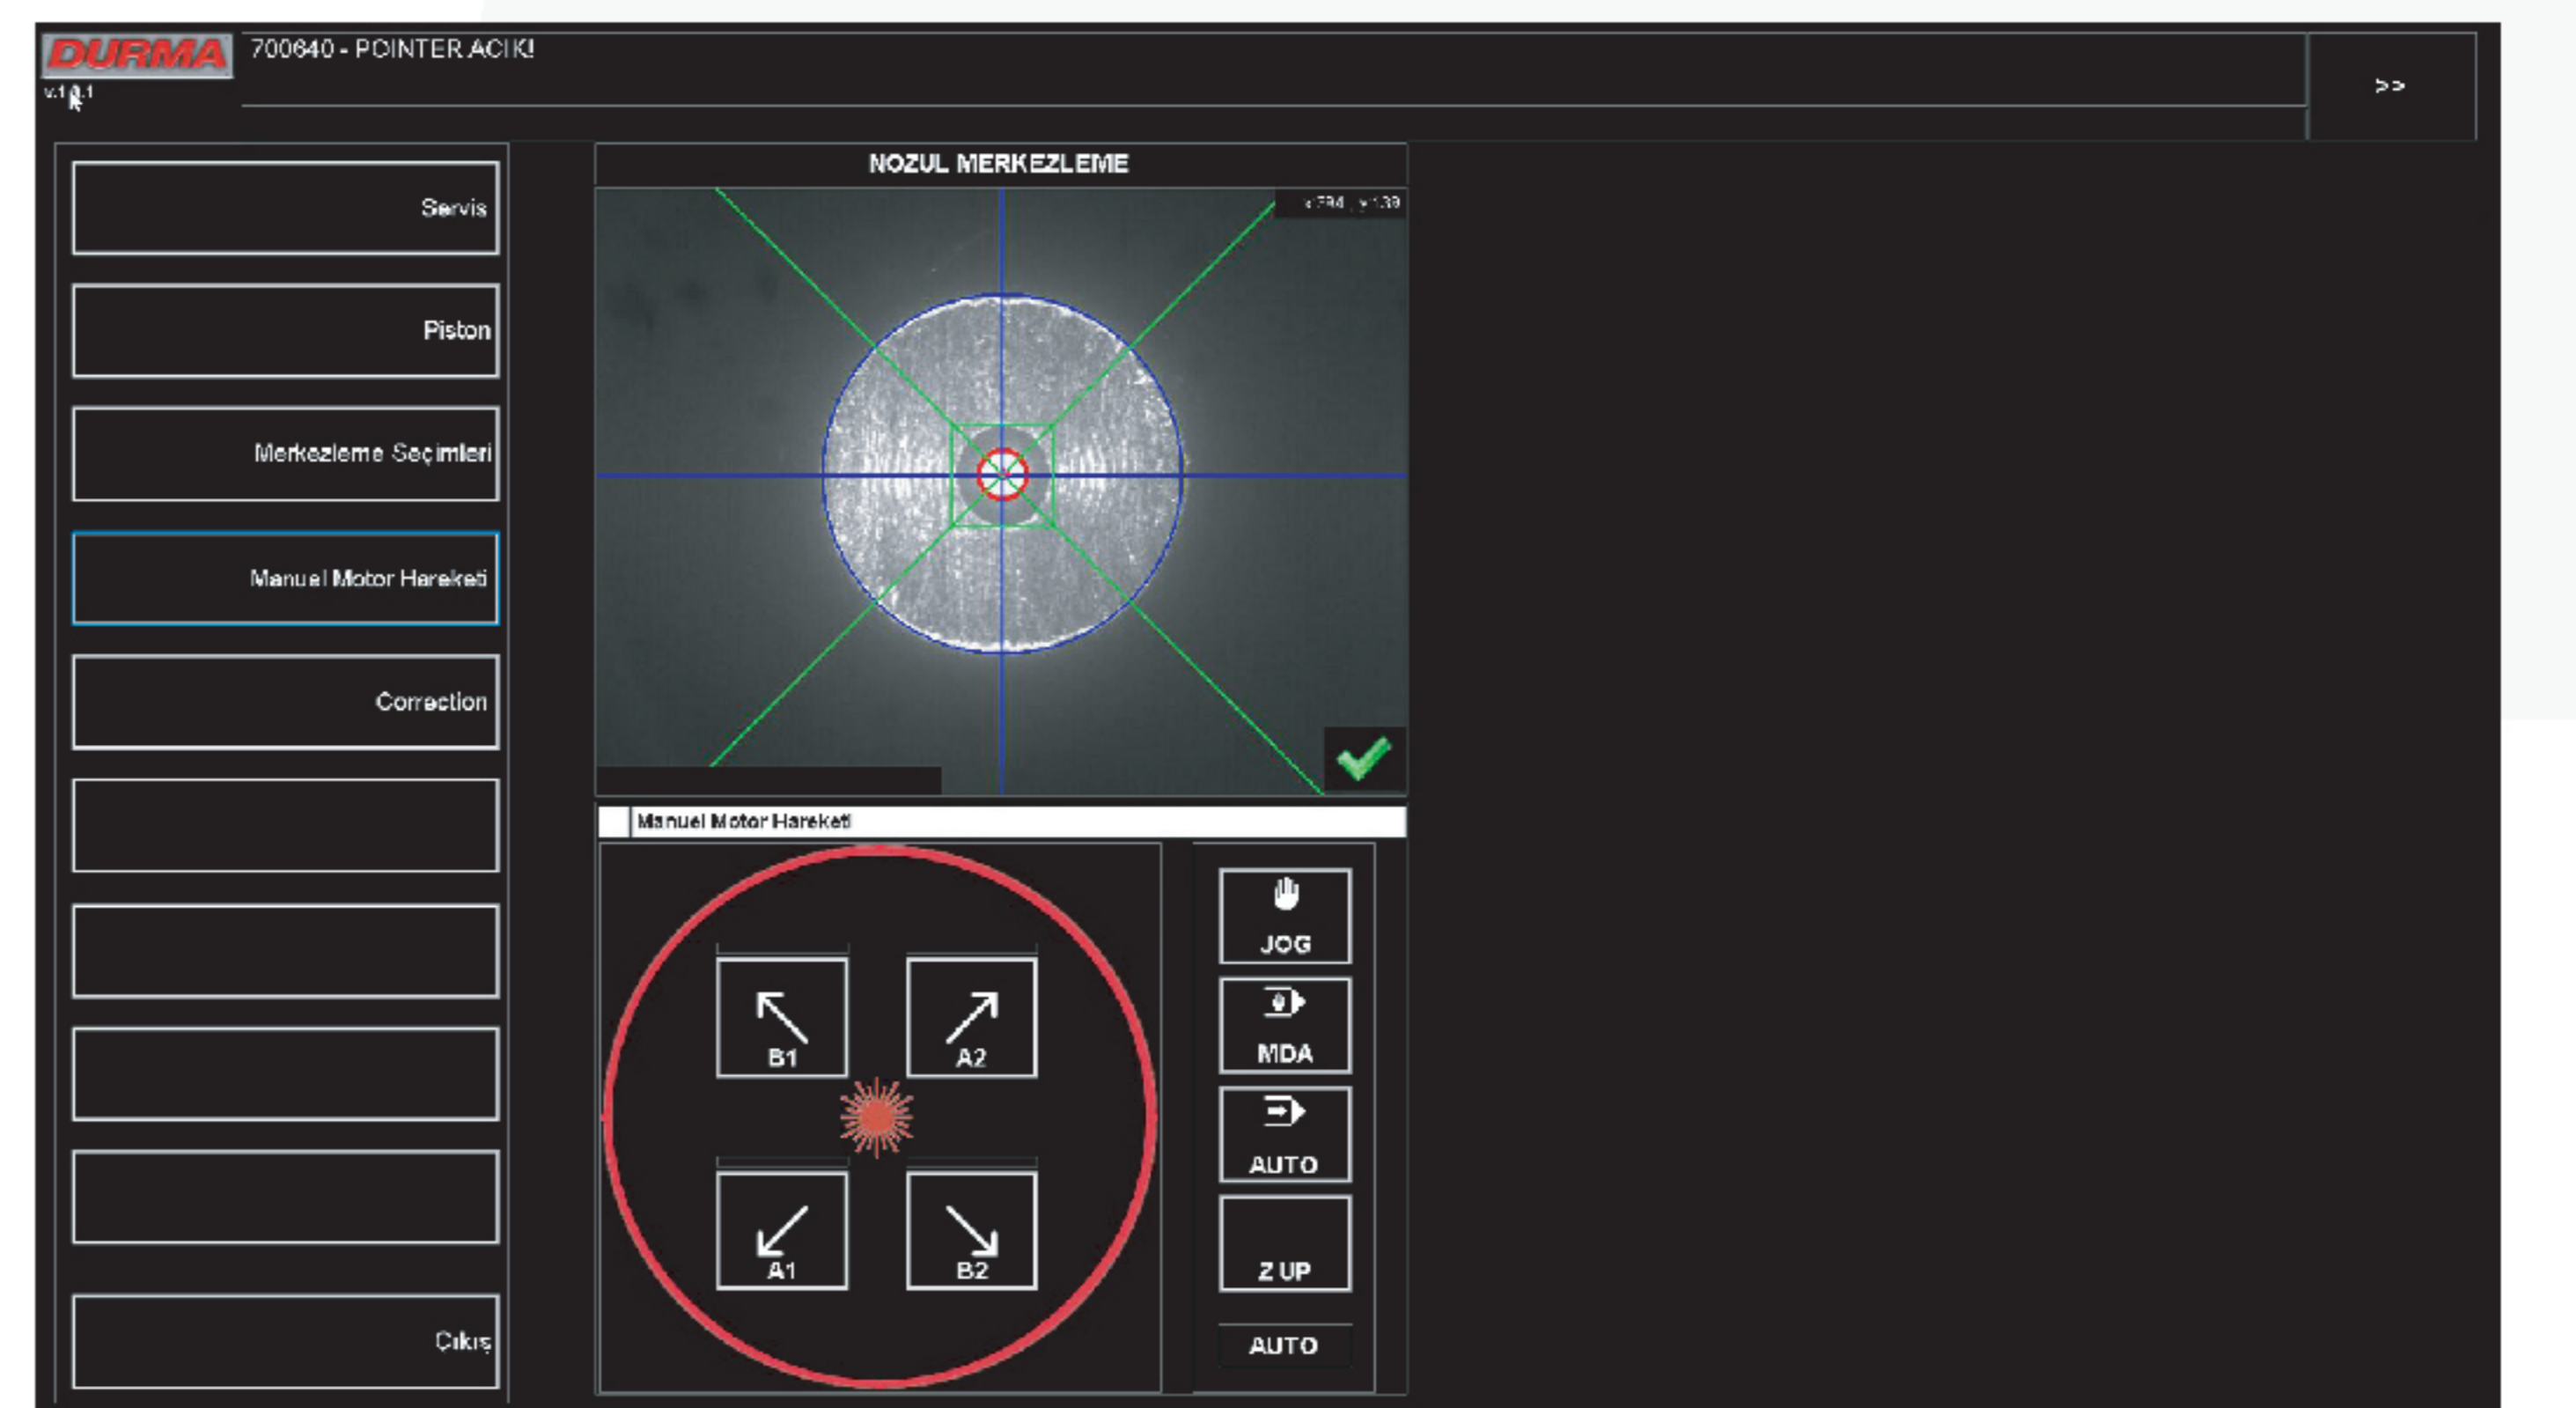 DURMA
700640 - POINTER ACIK!
>>
Servis
Piston
Merkezleme Seçimleri
Manuel Motor Hareketi
Correction
Çıkış
NOZUL MERKEZLEME
Manuel Motor Hareketi
B1
A2
A1
B2
JOG
MDA
AUTO
Z UP
AUTO